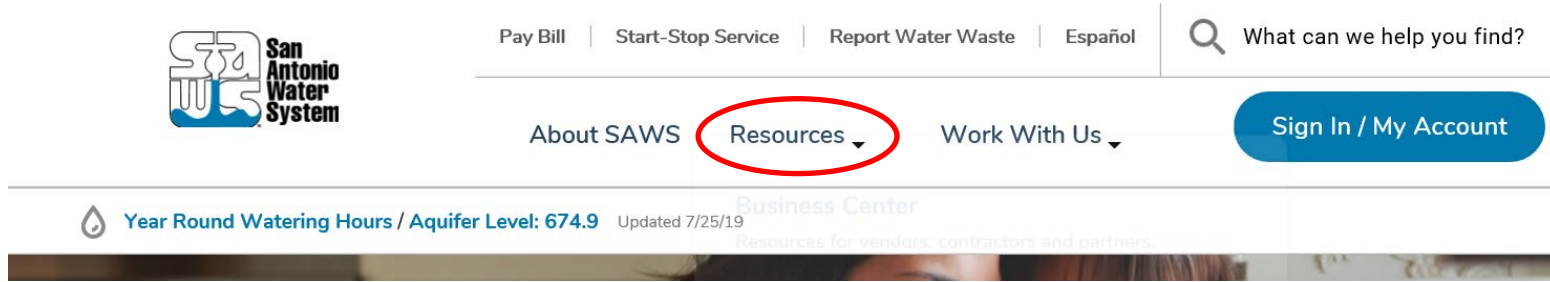 San
Antonio
Water
System
Pay Bill | Start-Stop Service | Report Water Waste | Español
What can we help you find?
About SAWS
Resources
Work With Us
Sign In / My Account
Year Round Watering Hours / Aquifer Level: 674.9 Updated 7/25/19
Business Center
Resources for vendors, contractors and partners.